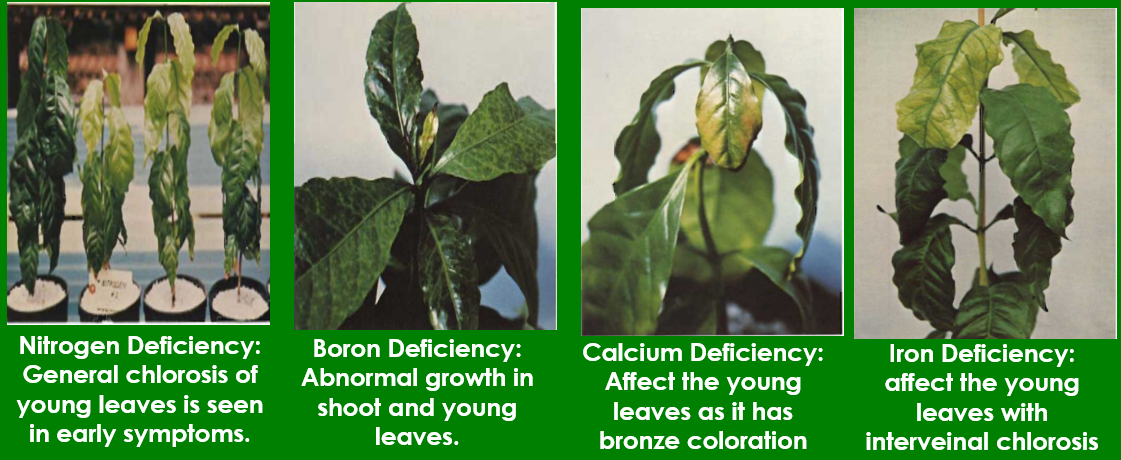 NITROGEN
Nitrogen Deficiency:
General chlorosis of
young leaves is seen
in early symptoms.
Boron Deficiency:
Abnormal growth in
shoot and young
leaves.
Calcium Deficiency:
Affect the young
leaves as it has
bronze coloration
Iron Deficiency:
affect the young
leaves with
interveinal chlorosis